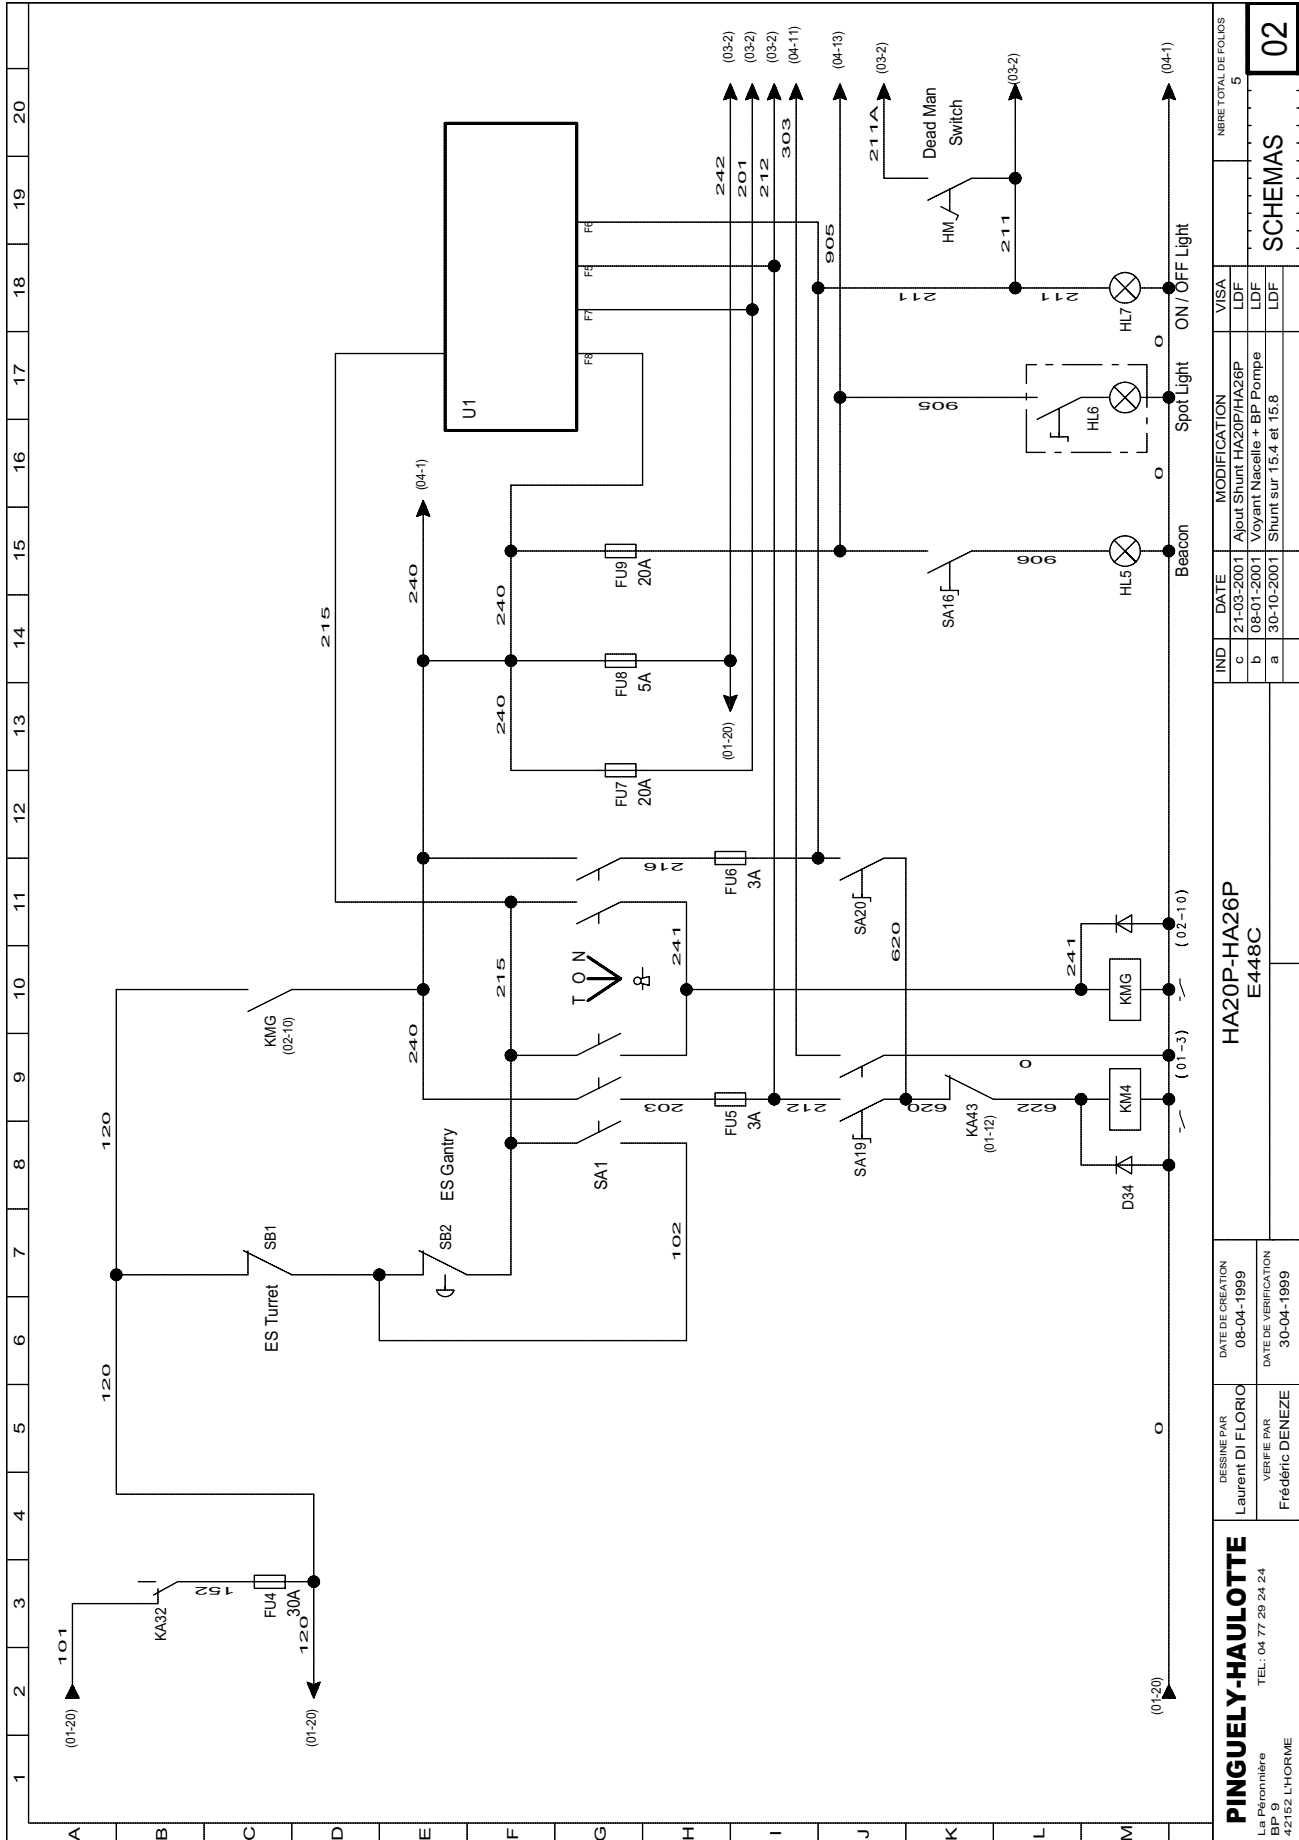 1 2 3 4 5 6 7 8 9 10 11 12 13 14 15 16 17 18 19 20
A
B
C
D
E
F
G
H
I
J
K
L
M
(01-20)
101
KA32
152
FU4
30A
120
(01-20)
120
120
SB1
ES Turret
KMG
(02-10)
215
SB2
ES Gantry
240
240
(04-1)
215
240
240
U1
F8
F7
F5
F6
SA1
T O N
102
203
241
216
FU5
3A
FU6
3A
FU7
20A
FU8
5A
FU9
20A
(01-20)
242
(03-2)
201
(03-2)
212
(03-2)
303
(04-11)
905
(04-13)
211A
(03-2)
212
SA19
SA20
620
620
KA43
(01-12)
622
0
241
D34
KM4
KMG
(01-3)
(02-10)
SA16
906
HL5
Beacon
905
HL6
Spot Light
211
211
211
HL7
ON / OFF Light
HM
Dead Man
Switch
(03-2)
(01-20)
0
0
0
(04-1)
PINGUELY-HAULOTTE
La Péronnière
BP 9
42152 L'HORME
TEL: 04 77 29 24 24
DESSINE PAR
Laurent DI FLORIO
VERIFIE PAR
Frédéric DENEZE
DATE DE CREATION
08-04-1999
DATE DE VERIFICATION
30-04-1999
HA20P-HA26P
E448C
IND DATE MODIFICATION VISA
c 21-03-2001 Ajout Shunt HA20P/HA26P LDF
b 08-01-2001 Voyant Nacelle + BP Pompe LDF
a 30-10-2001 Shunt sur 15.4 et 15.8 LDF
NBRE TOTAL DE FOLIOS
5
SCHEMAS
02